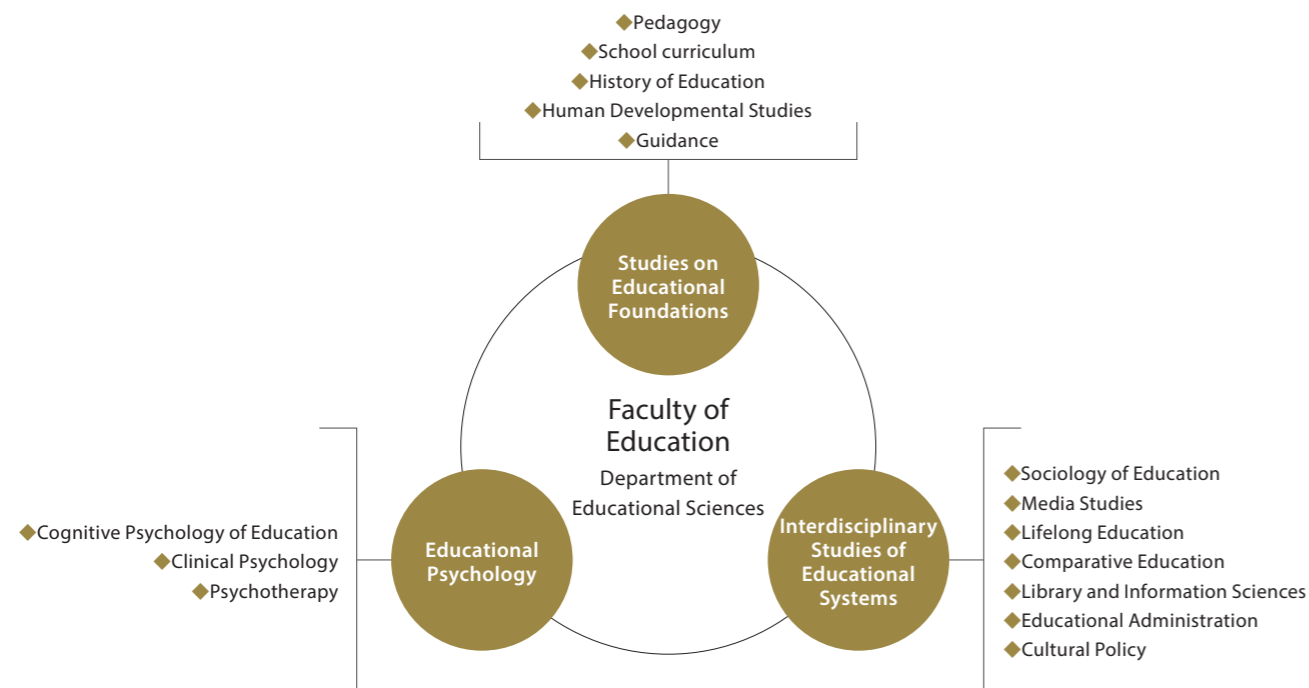 ◆Pedagogy
◆School curriculum
◆History of Education
◆Human Developmental Studies
◆Guidance
Studies on
Educational
Foundations
Faculty of
Education
Department of
Educational Sciences
◆Cognitive Psychology of Education
◆Clinical Psychology
◆Psychotherapy
Educational
Psychology
Interdisciplinary
Studies of
Educational
Systems
◆Sociology of Education
◆Media Studies
◆Lifelong Education
◆Comparative Education
◆Library and Information Sciences
◆Educational Administration
◆Cultural Policy